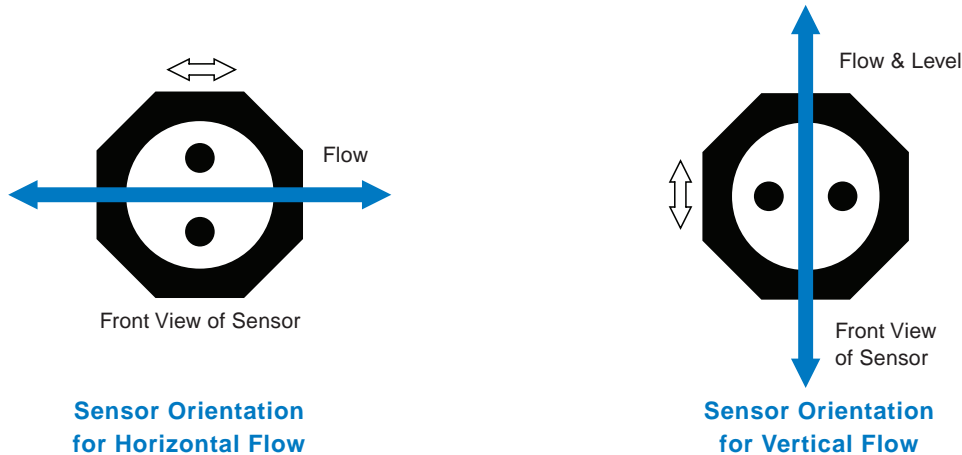 Flow
Front View of Sensor
Sensor Orientation
for Horizontal Flow
Flow & Level
Front View
of Sensor
Sensor Orientation
for Vertical Flow